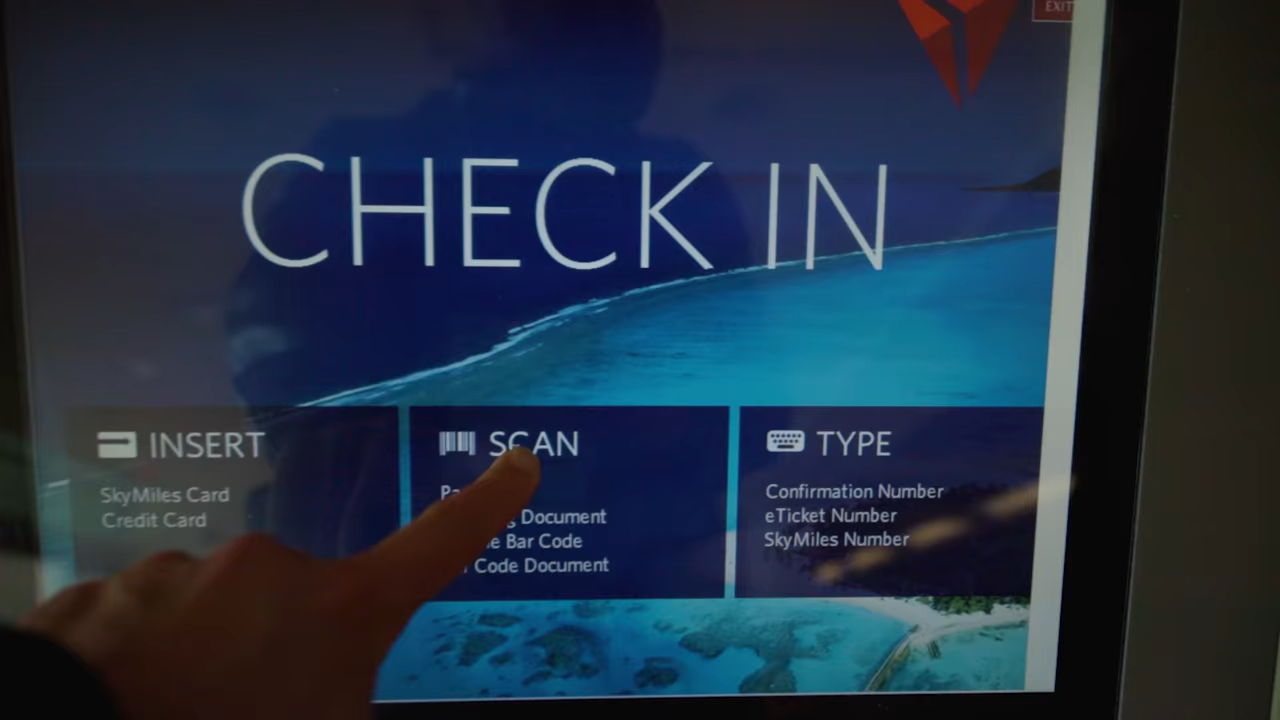 EXIT
CHECK IN
INSERT
SkyMiles Card
Credit Card
SCAN
Document
Bar Code
Code Document
TYPE
Confirmation Number
eTicket Number
SkyMiles Number